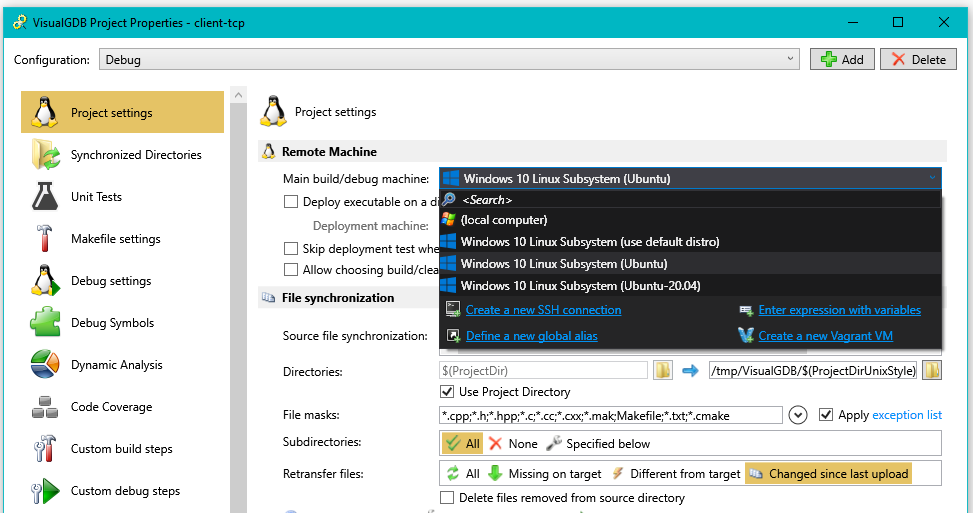 VisualGDB Project Properties - client-tcp
Configuration: Debug Add Delete
Project settings
Synchronized Directories
Unit Tests
Makefile settings
Debug settings
Debug Symbols
Dynamic Analysis
Code Coverage
Custom build steps
Custom debug steps
Project settings
Remote Machine
Main build/debug machine: Windows 10 Linux Subsystem (Ubuntu)
<Search>
(local computer)
Windows 10 Linux Subsystem (use default distro)
Windows 10 Linux Subsystem (Ubuntu)
Windows 10 Linux Subsystem (Ubuntu-20.04)
Create a new SSH connection Enter expression with variables
Define a new global alias Create a new Vagrant VM
Deploy executable on a di
Deployment machine:
Skip deployment test whe
Allow choosing build/clea
File synchronization
Source file synchronization:
Directories: $(ProjectDir) /tmp/VisualGDB/$(ProjectDirUnixStyle)
Use Project Directory
File masks: *.cpp;*.h;*.hpp;*.c;*.cc;*.cxx;*.mak;Makefile;*.txt;*.cmake Apply exception list
Subdirectories: All None Specified below
Retransfer files: All Missing on target Different from target Changed since last upload
Delete files removed from source directory